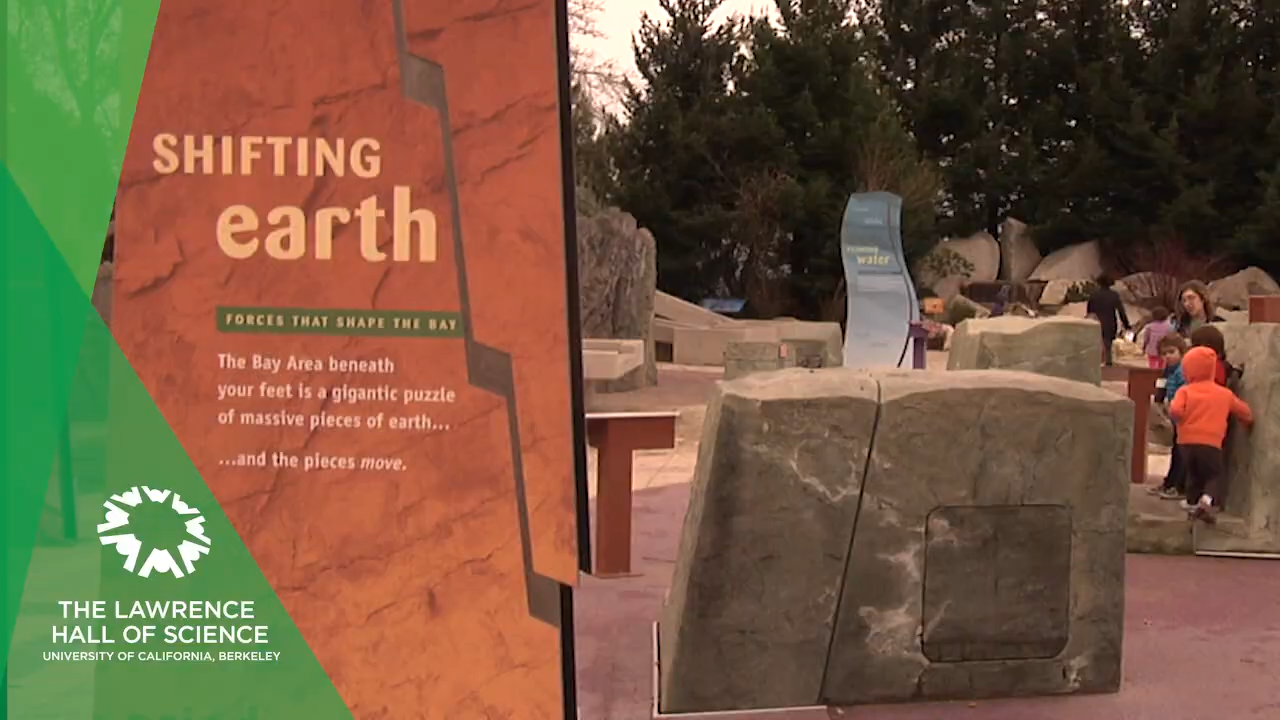 SHIFTING
earth
FORCES THAT SHAPE THE BAY
The Bay Area beneath
your feet is a gigantic puzzle
of massive pieces of earth...
...and the pieces move.
water
THE LAWRENCE
HALL OF SCIENCE
UNIVERSITY OF CALIFORNIA, BERKELEY